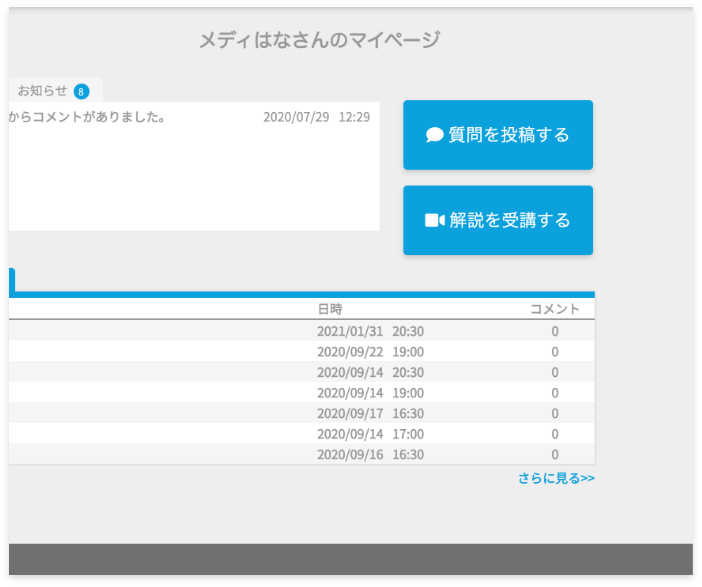 メディはなさんのマイページ
お知らせ 8
からコメントがありました。 2020/07/29 12:29
質問を投稿する
解説を受講する
日時 コメント
2021/01/31 20:30 0
2020/09/22 19:00 0
2020/09/14 20:30 0
2020/09/14 19:00 0
2020/09/17 16:30 0
2020/09/14 17:00 0
2020/09/16 16:30 0
さらに見る>>